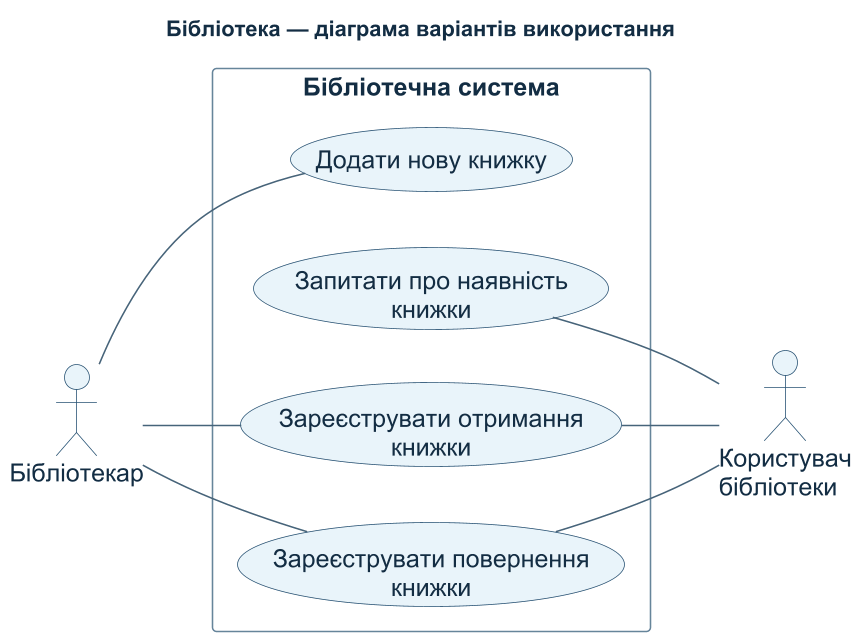 Бібліотека — діаграма варіантів використання
Бібліотечна система
Додати нову книжку
Запитати про наявність
книжки
Зареєструвати отримання
книжки
Бібліотекар
Користувач
бібліотеки
Зареєструвати повернення
книжки